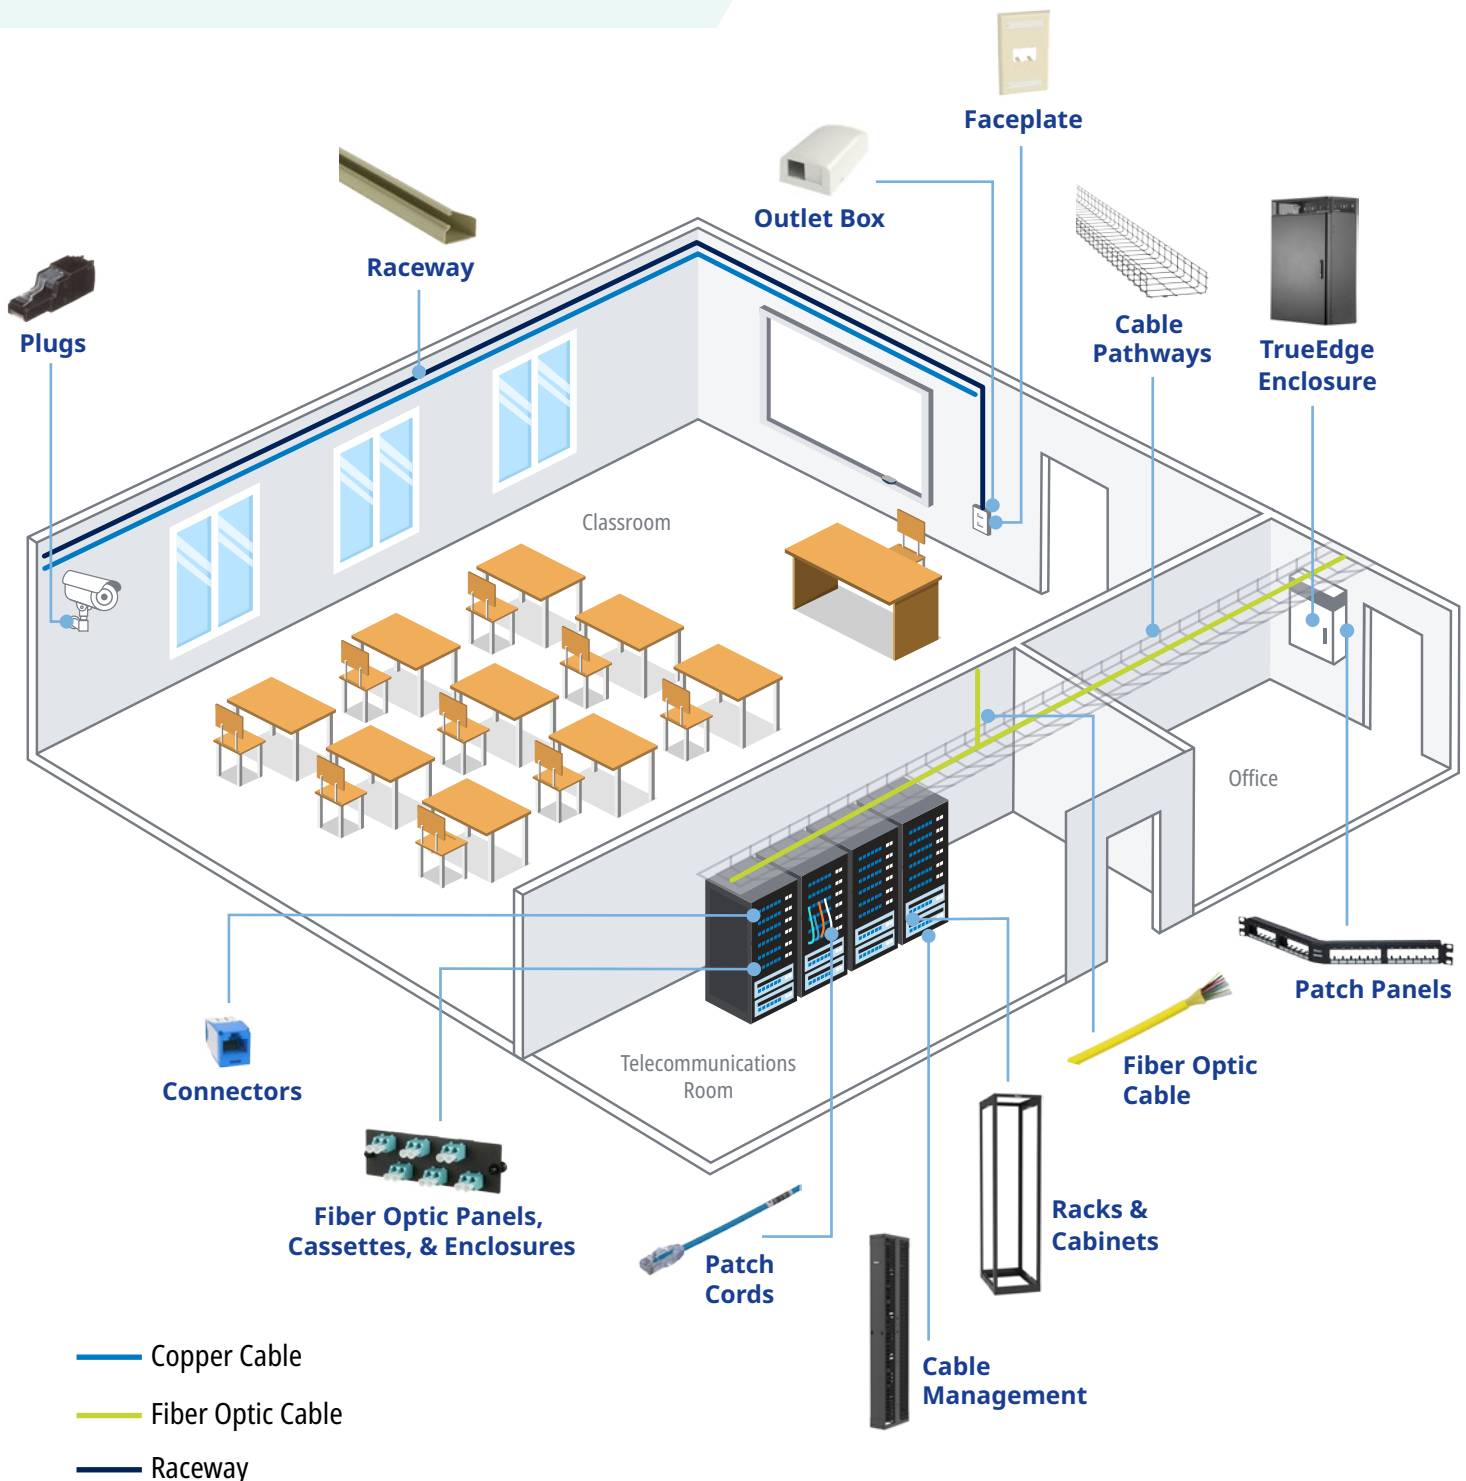 Faceplate
Outlet Box
Raceway
Plugs
Cable
Pathways
TrueEdge
Enclosure
Classroom
Office
Patch Panels
Telecommunications
Room
Connectors
Fiber Optic
Cable
Fiber Optic Panels,
Cassettes, & Enclosures
Patch
Cords
Racks &
Cabinets
Cable
Management
Copper Cable
Fiber Optic Cable
Raceway